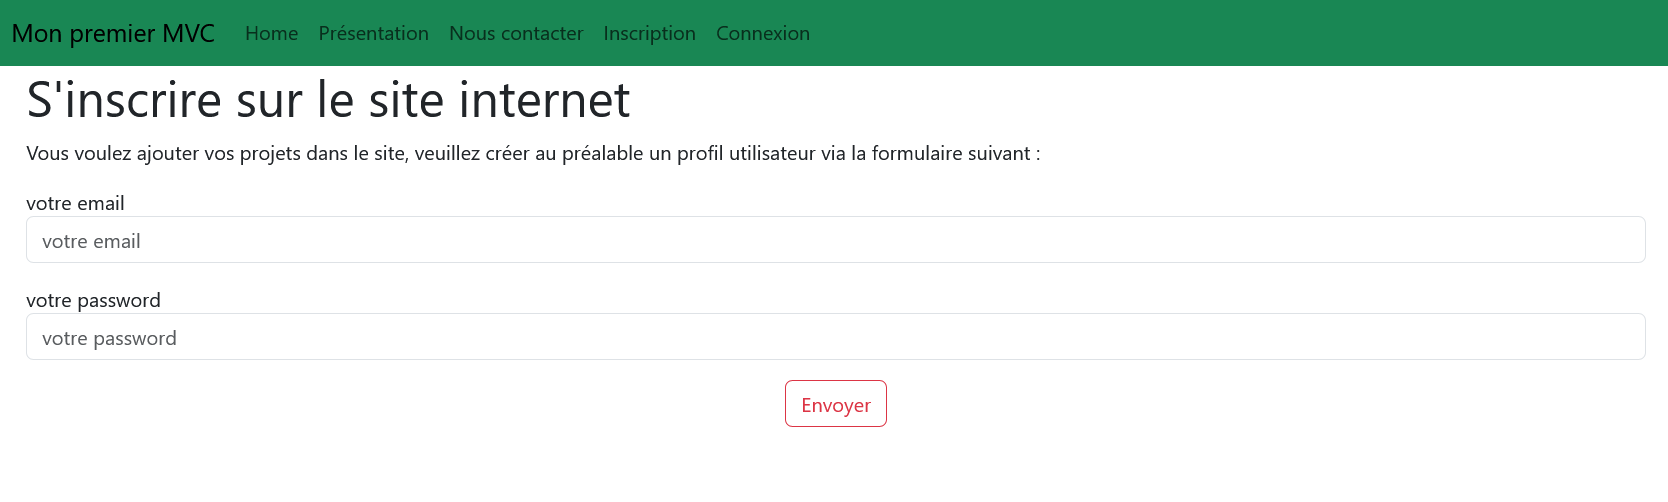 Mon premier MVC Home Présentation Nous contacter Inscription Connexion
S'inscrire sur le site internet
Vous voulez ajouter vos projets dans le site, veuillez créer au préalable un profil utilisateur via la formulaire suivant :
votre email
votre email
votre password
votre password
Envoyer